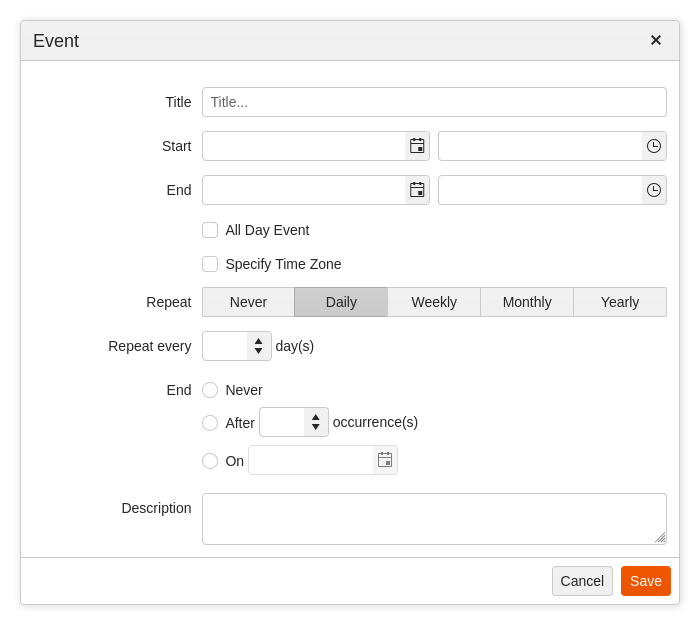 Event ✕
Title Title...
Start
End
All Day Event
Specify Time Zone
Repeat Never Daily Weekly Monthly Yearly
Repeat every day(s)
End Never
After occurrence(s)
On
Description
Cancel Save